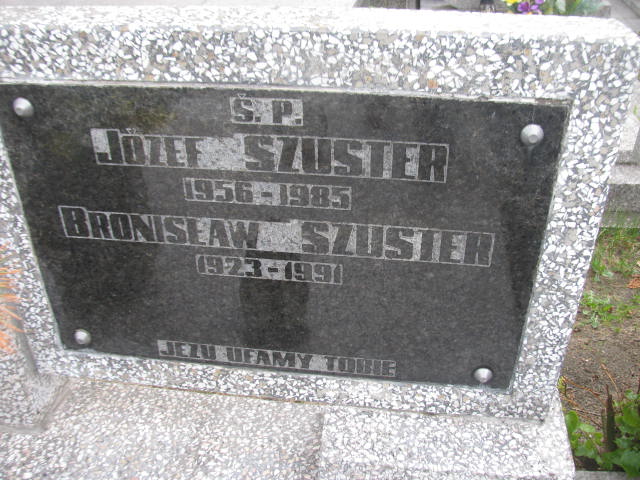 Ś. P.
JÓZEF SZUSTER
1956-1985
BRONISŁAW SZUSTER
1923-1991
JEZU UFAMY TOBIE